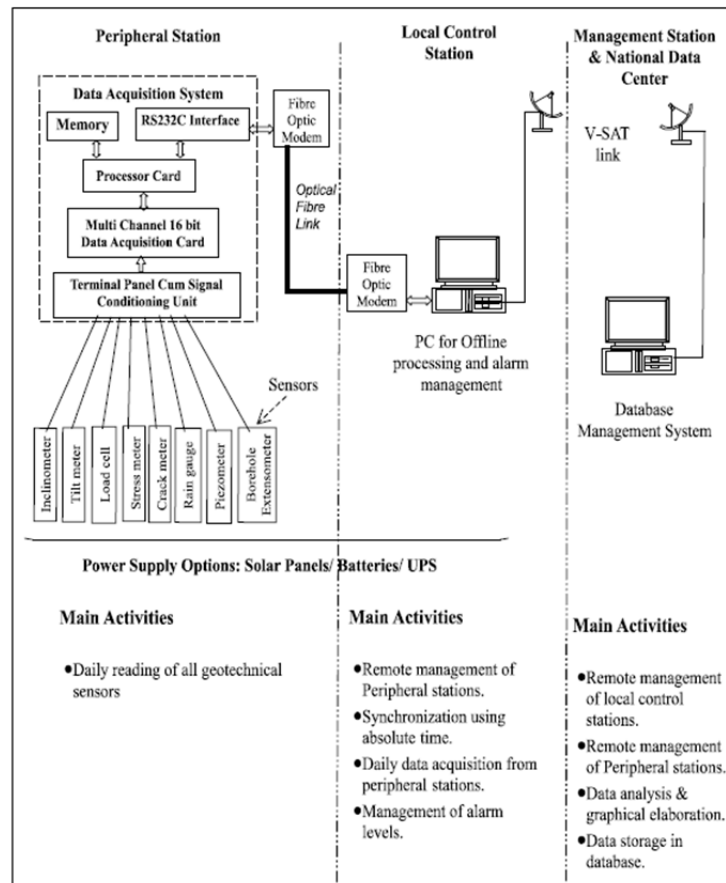 Peripheral Station
Data Acquisition System
Memory
RS232C Interface
Processor Card
Multi Channel 16 bit
Data Acquisition Card
Terminal Panel Cum Signal
Conditioning Unit
Fibre
Optic
Modem
Optical
Fibre
Link
Sensors
Inclinometer
Tilt meter
Load cell
Stress meter
Crack meter
Rain gauge
Piezometer
Borehole
Extensometer
Local Control
Station
Fibre
Optic
Modem
PC for Offline
processing and alarm
management
Management Station
& National Data
Center
V-SAT
link
Database
Management System
Power Supply Options: Solar Panels/ Batteries/ UPS
Main Activities
●Daily reading of all geotechnical
sensors
Main Activities
●Remote management of
Peripheral stations.
●Synchronization using
absolute time.
●Daily data acquisition from
peripheral stations.
●Management of alarm
levels.
Main Activities
●Remote management
of local control
stations.
●Remote management
of Peripheral stations.
●Data analysis &
graphical elaboration.
●Data storage in
database.